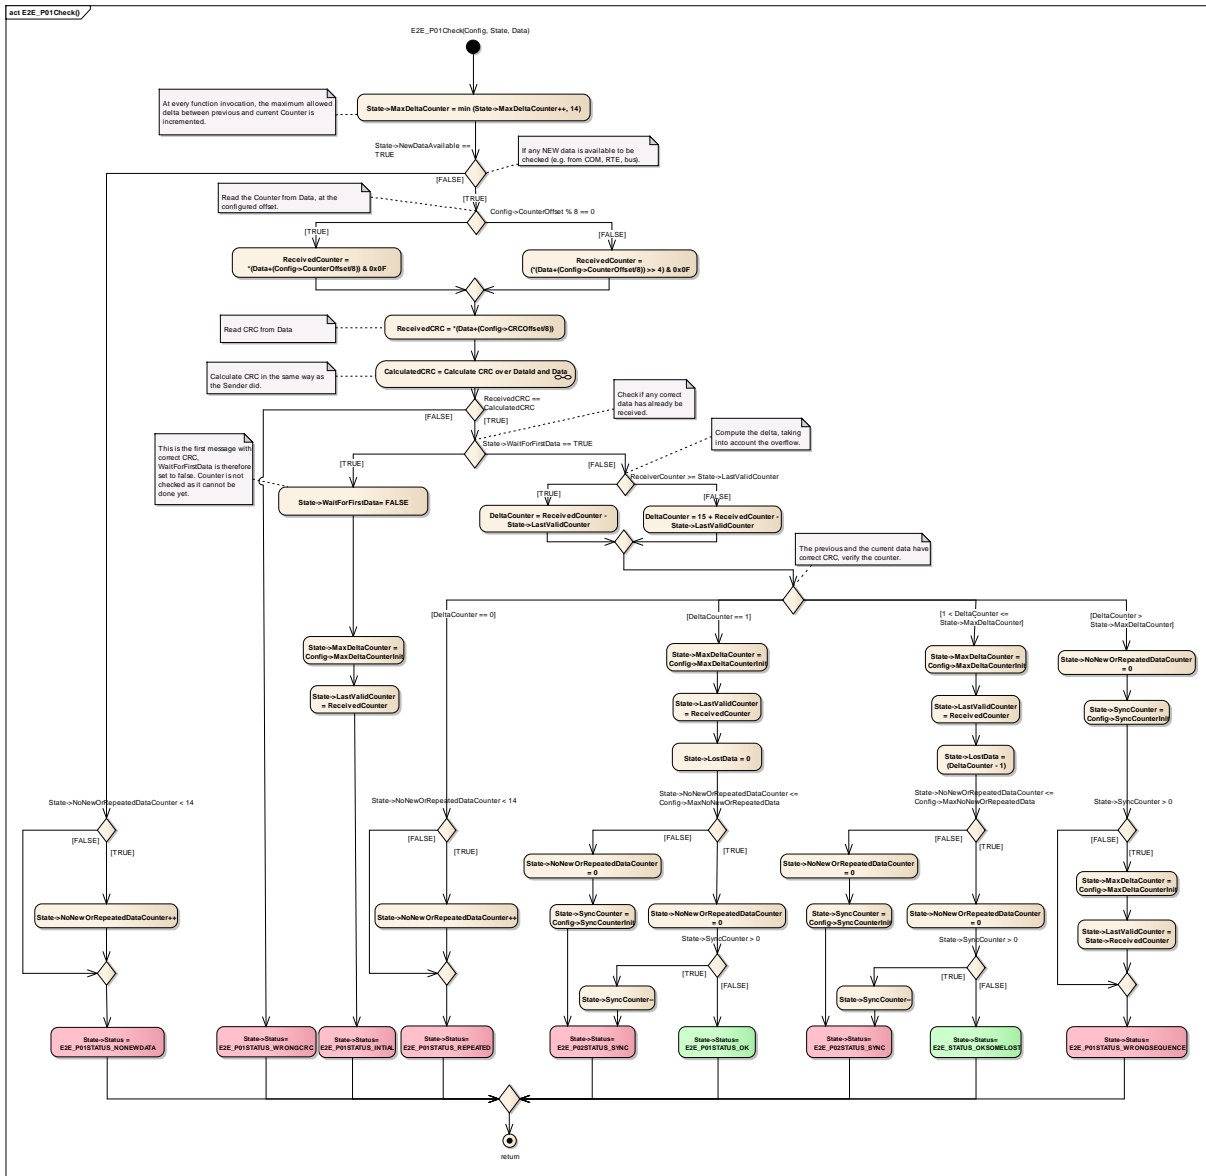 act E2E_P01Check()
E2E_P01Check(Config, State, Data)
At every function invocation, the maximum allowed
delta between previous and current Counter is
incremented.
State->MaxDeltaCounter = min (State->MaxDeltaCounter++, 14)
State->NewDataAvailable ==
TRUE
If any NEW data is available to be
checked (e.g. from COM, RTE, bus).
[FALSE]
[TRUE]
Read the Counter from Data, at the
configured offset.
Config->CounterOffset % 8 == 0
[TRUE]
[FALSE]
ReceivedCounter =
*(Data+(Config->CounterOffset/8)) & 0x0F
ReceivedCounter =
(*(Data+(Config->CounterOffset/8)) >> 4) & 0x0F
Read CRC from Data
ReceivedCRC = *(Data+(Config->CRCOffset/8))
Calculate CRC in the same way as
the Sender did.
CalculatedCRC = Calculate CRC over DataId and Data
ReceivedCRC ==
CalculatedCRC
[FALSE]
[TRUE]
Check if any correct
data has already be
received.
State->WaitForFirstData == TRUE
Compute the delta, taking
into account the overflow.
This is the first message with
correct CRC,
WaitForFirstData is therefore
set to false. Counter is not
checked as it cannot be
done yet.
[TRUE]
[FALSE]
ReceiverCounter >= State->LastValidCounter
State->WaitForFirstData= FALSE
[TRUE]
[FALSE]
DeltaCounter = ReceivedCounter -
State->LastValidCounter
DeltaCounter = 15 + ReceivedCounter -
State->LastValidCounter
The previous and the current data have
correct CRC, verify the counter.
[DeltaCounter == 0]
[DeltaCounter == 1]
[1 < DeltaCounter <=
State->MaxDeltaCounter]
[DeltaCounter >
State->MaxDeltaCounter]
State->MaxDeltaCounter =
Config->MaxDeltaCounterInit
State->LastValidCounter
= ReceivedCounter
State->MaxDeltaCounter =
Config->MaxDeltaCounterInit
State->LastValidCounter
= ReceivedCounter
State->LostData = 0
State->MaxDeltaCounter =
Config->MaxDeltaCounterInit
State->LastValidCounter
= ReceivedCounter
State->LostData =
(DeltaCounter - 1)
State->NoNewOrRepeatedDataCounter
= 0
State->SyncCounter =
Config->SyncCounterInit
State->NoNewOrRepeatedDataCounter < 14
[FALSE]
[TRUE]
State->NoNewOrRepeatedDataCounter++
State->NoNewOrRepeatedDataCounter < 14
[FALSE]
[TRUE]
State->NoNewOrRepeatedDataCounter++
State->NoNewOrRepeatedDataCounter <=
Config->MaxNoNewOrRepeatedData
[FALSE]
[TRUE]
State->NoNewOrRepeatedDataCounter
= 0
State->SyncCounter =
Config->SyncCounterInit
State->NoNewOrRepeatedDataCounter
= 0
State->SyncCounter > 0
[TRUE]
[FALSE]
State->SyncCounter--
State->NoNewOrRepeatedDataCounter <=
Config->MaxNoNewOrRepeatedData
[FALSE]
[TRUE]
State->NoNewOrRepeatedDataCounter
= 0
State->SyncCounter =
Config->SyncCounterInit
State->NoNewOrRepeatedDataCounter
= 0
State->SyncCounter > 0
[TRUE]
[FALSE]
State->SyncCounter--
State->SyncCounter > 0
[FALSE]
[TRUE]
State->MaxDeltaCounter =
Config->MaxDeltaCounterInit
State->LastValidCounter =
State->ReceivedCounter
State->Status =
E2E_P01STATUS_NONEWDATA
State->Status=
E2E_P01STATUS_WRONGCRC
State->Status=
E2E_P01STATUS_INTIAL
State->Status=
E2E_P01STATUS_REPEATED
State->Status=
E2E_P02STATUS_SYNC
State->Status=
E2E_P01STATUS_OK
State->Status=
E2E_P02STATUS_SYNC
State->Status=
E2E_STATUS_OKSOMELOST
State->Status=
E2E_P01STATUS_WRONGSEQUENCE
return